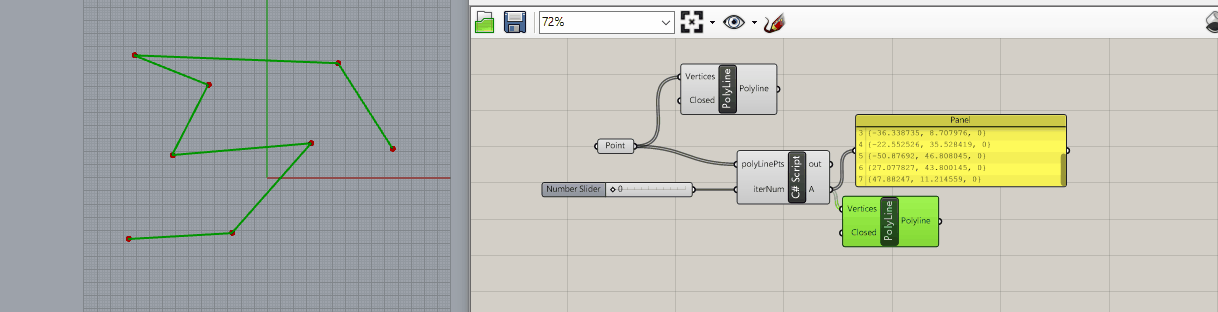 72%
Vertices
Closed
PolyLine
Polyline
Point
polyLinePts
iterNum
C# Script
out
A
Number Slider
0
Panel
3 (-36.338735, 8.707976, 0)
4 (-22.552526, 35.528419, 0)
5 (-50.87692, 46.808045, 0)
6 (27.077827, 43.800145, 0)
7 (47.88247, 11.214559, 0)
Vertices
Closed
PolyLine
Polyline